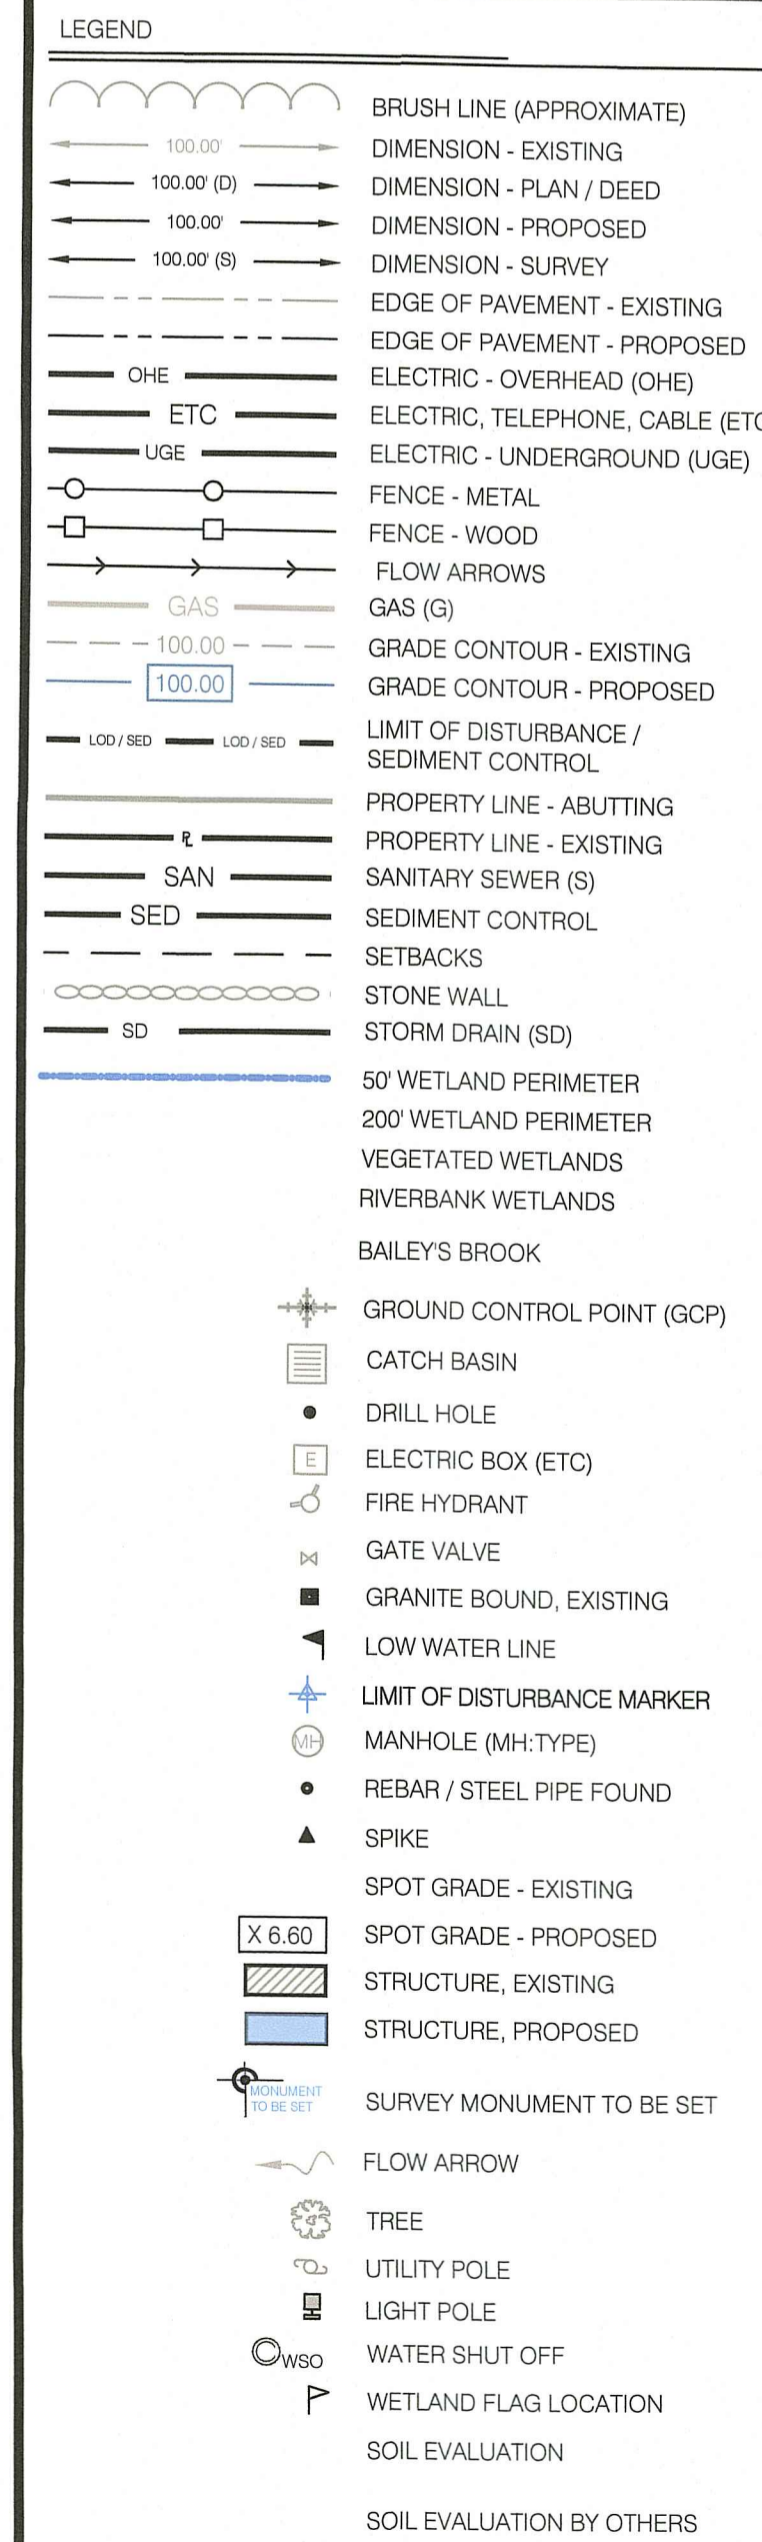 LEGEND
BRUSH LINE (APPROXIMATE)
100.00' DIMENSION - EXISTING
100.00' (D) DIMENSION - PLAN / DEED
100.00' DIMENSION - PROPOSED
100.00' (S) DIMENSION - SURVEY
EDGE OF PAVEMENT - EXISTING
EDGE OF PAVEMENT - PROPOSED
OHE ELECTRIC - OVERHEAD (OHE)
ETC ELECTRIC, TELEPHONE, CABLE (ETC
UGE ELECTRIC - UNDERGROUND (UGE)
FENCE - METAL
FENCE - WOOD
FLOW ARROWS
GAS GAS (G)
100.00 GRADE CONTOUR - EXISTING
100.00 GRADE CONTOUR - PROPOSED
LOD / SED LOD / SED LIMIT OF DISTURBANCE /
SEDIMENT CONTROL
PROPERTY LINE - ABUTTING
PL PROPERTY LINE - EXISTING
SAN SANITARY SEWER (S)
SED SEDIMENT CONTROL
SETBACKS
STONE WALL
SD STORM DRAIN (SD)
50' WETLAND PERIMETER
200' WETLAND PERIMETER
VEGETATED WETLANDS
RIVERBANK WETLANDS
BAILEY'S BROOK
GROUND CONTROL POINT (GCP)
CATCH BASIN
DRILL HOLE
E ELECTRIC BOX (ETC)
FIRE HYDRANT
GATE VALVE
GRANITE BOUND, EXISTING
LOW WATER LINE
LIMIT OF DISTURBANCE MARKER
MH MANHOLE (MH:TYPE)
REBAR / STEEL PIPE FOUND
SPIKE
SPOT GRADE - EXISTING
X 6.60 SPOT GRADE - PROPOSED
STRUCTURE, EXISTING
STRUCTURE, PROPOSED
MONUMENT
TO BE SET SURVEY MONUMENT TO BE SET
FLOW ARROW
TREE
UTILITY POLE
LIGHT POLE
WSO WATER SHUT OFF
WETLAND FLAG LOCATION
SOIL EVALUATION
SOIL EVALUATION BY OTHERS